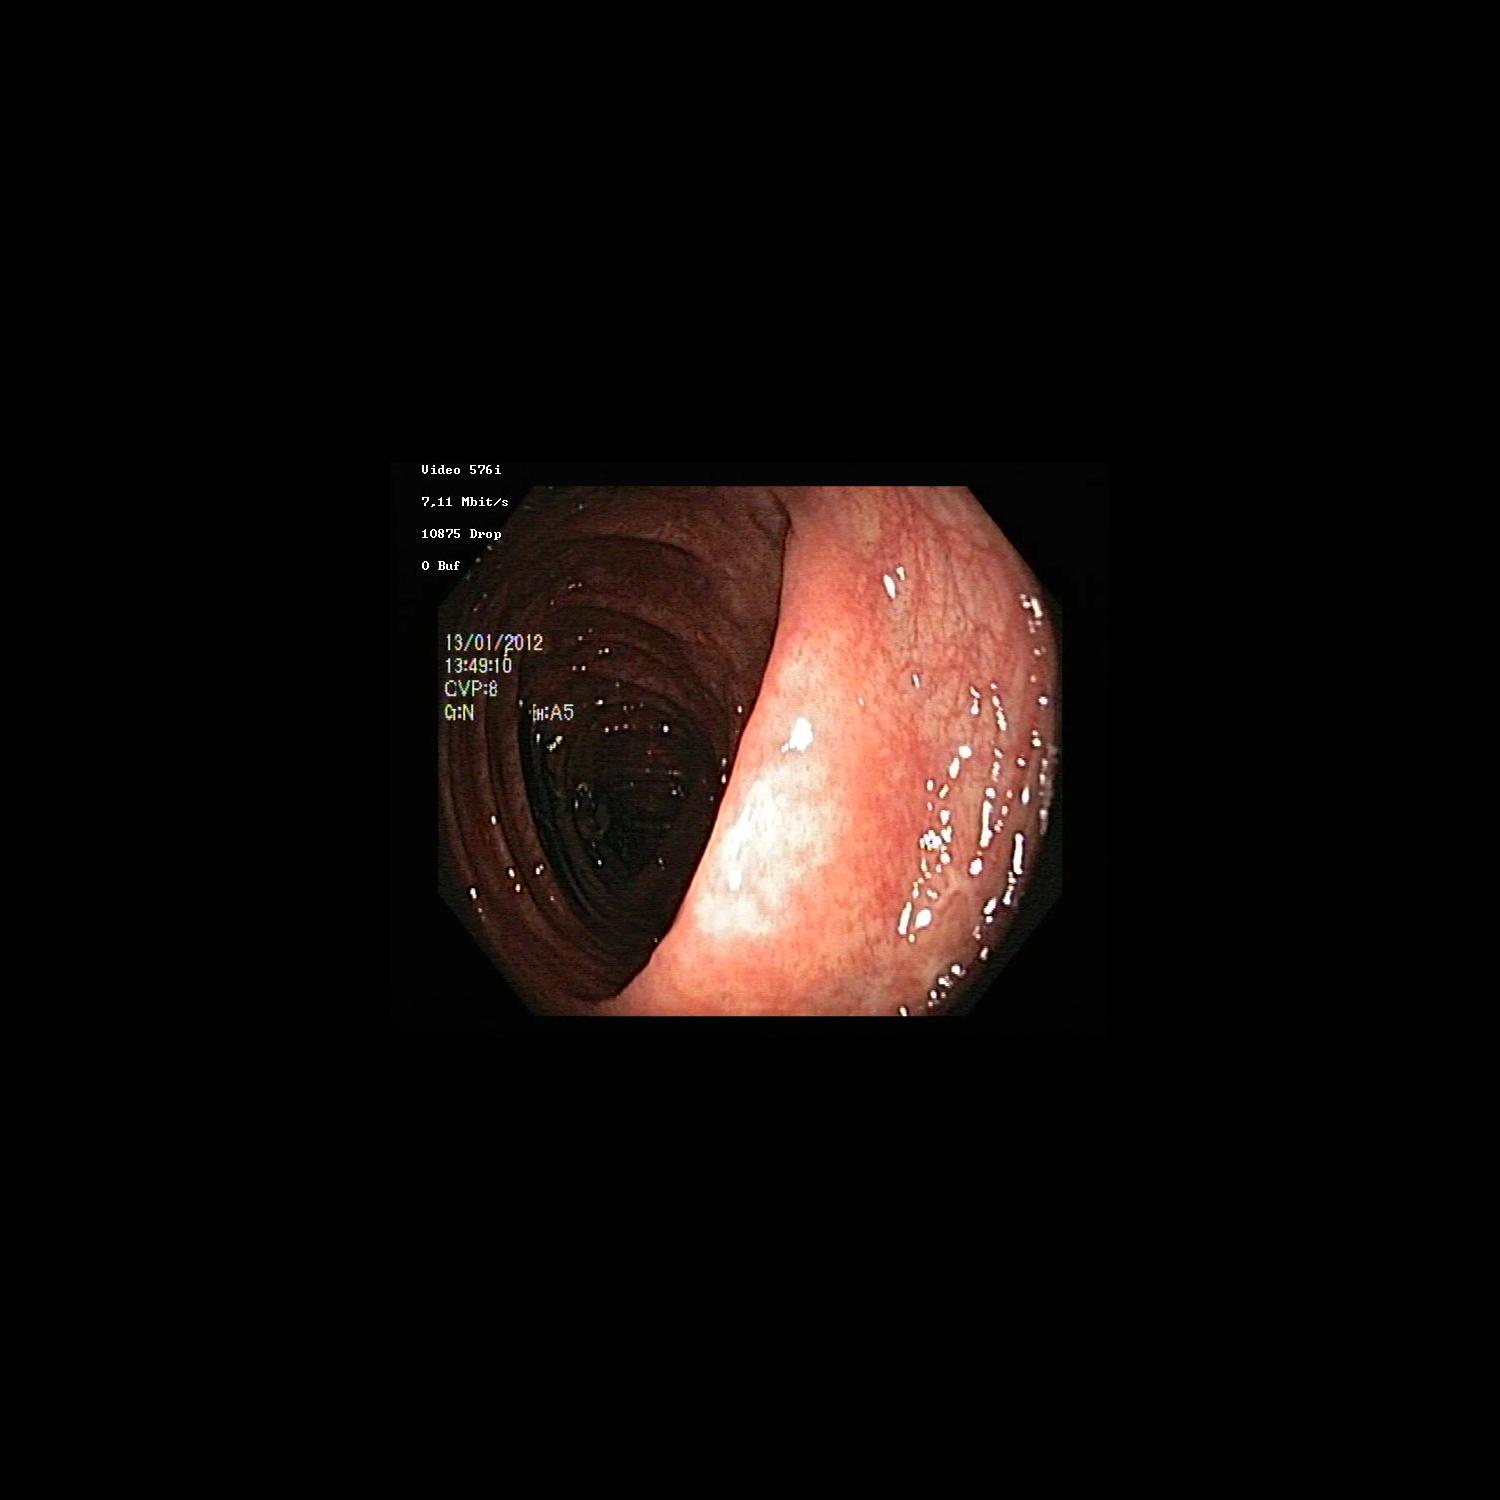 Video 576i
7,11 Mbit/s
10875 Drop
0 Buf
13/01/2012
13:49:10
CVP:8
G:N
:A5